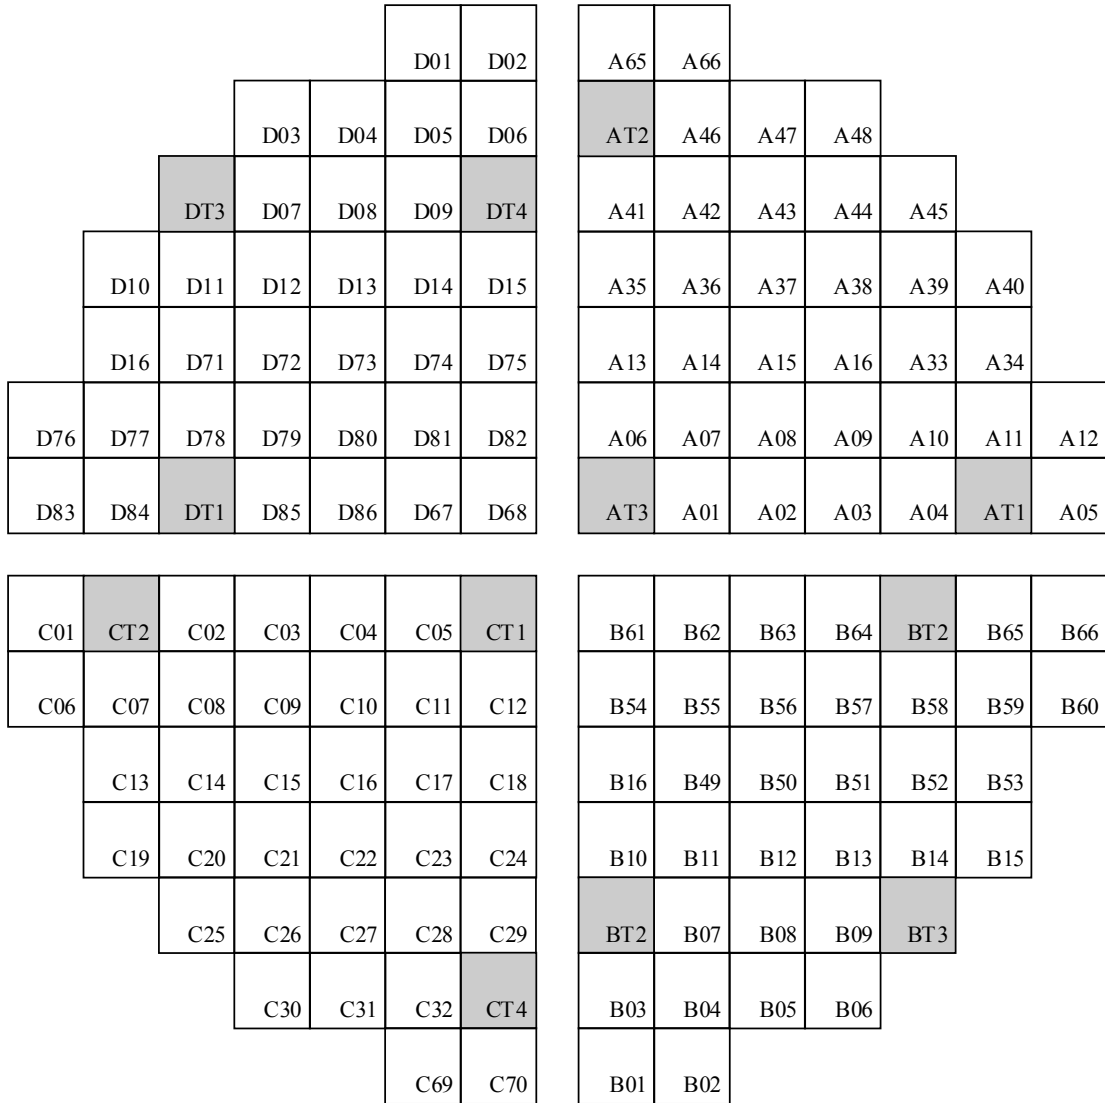 D01 D02 A65 A66
D03 D04 D05 D06 AT2 A46 A47 A48
DT3 D07 D08 D09 DT4 A41 A42 A43 A44 A45
D10 D11 D12 D13 D14 D15 A35 A36 A37 A38 A39 A40
D16 D71 D72 D73 D74 D75 A13 A14 A15 A16 A33 A34
D76 D77 D78 D79 D80 D81 D82 A06 A07 A08 A09 A10 A11 A12
D83 D84 DT1 D85 D86 D67 D68 AT3 A01 A02 A03 A04 AT1 A05
C01 CT2 C02 C03 C04 C05 CT1 B61 B62 B63 B64 BT2 B65 B66
C06 C07 C08 C09 C10 C11 C12 B54 B55 B56 B57 B58 B59 B60
C13 C14 C15 C16 C17 C18 B16 B49 B50 B51 B52 B53
C19 C20 C21 C22 C23 C24 B10 B11 B12 B13 B14 B15
C25 C26 C27 C28 C29 BT2 B07 B08 B09 BT3
C30 C31 C32 CT4 B03 B04 B05 B06
C69 C70 B01 B02